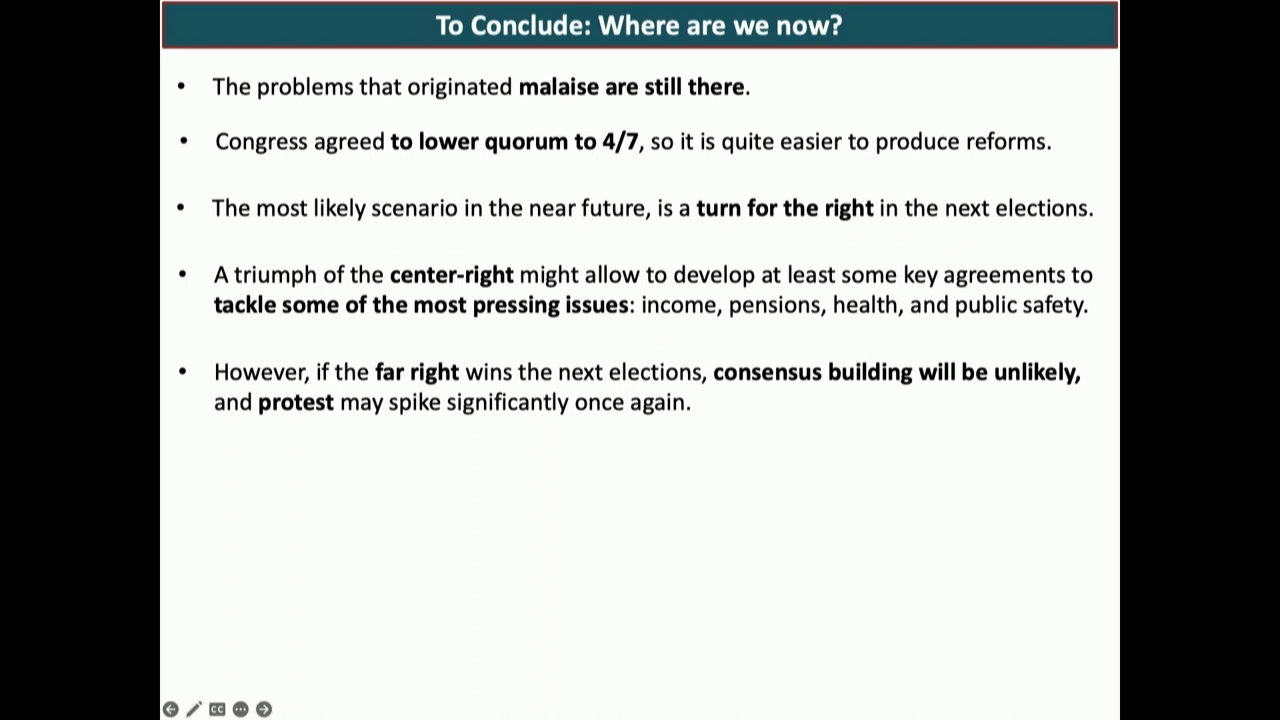 To Conclude: Where are we now?
• The problems that originated malaise are still there.
• Congress agreed to lower quorum to 4/7, so it is quite easier to produce reforms.
• The most likely scenario in the near future, is a turn for the right in the next elections.
• A triumph of the center-right might allow to develop at least some key agreements to
tackle some of the most pressing issues: income, pensions, health, and public safety.
• However, if the far right wins the next elections, consensus building will be unlikely,
and protest may spike significantly once again.
CC